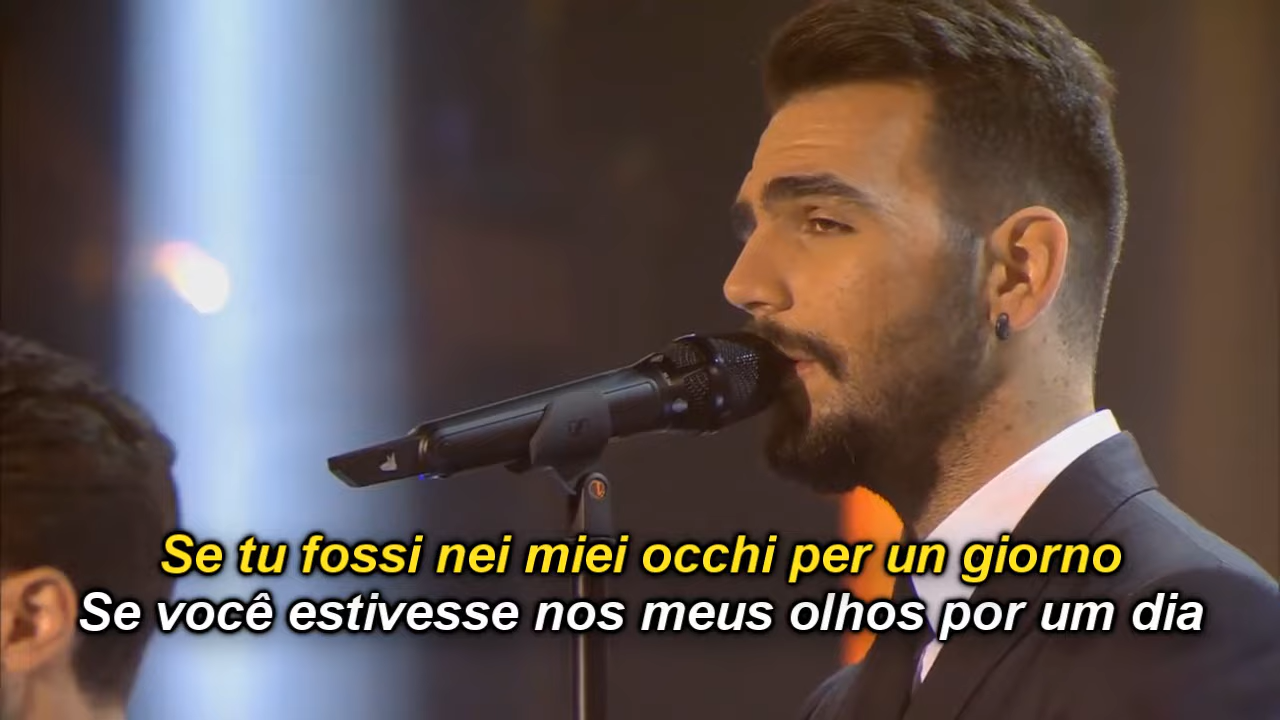 Se tu fossi nei miei occhi per un giorno
Se você estivesse nos meus olhos por um dia